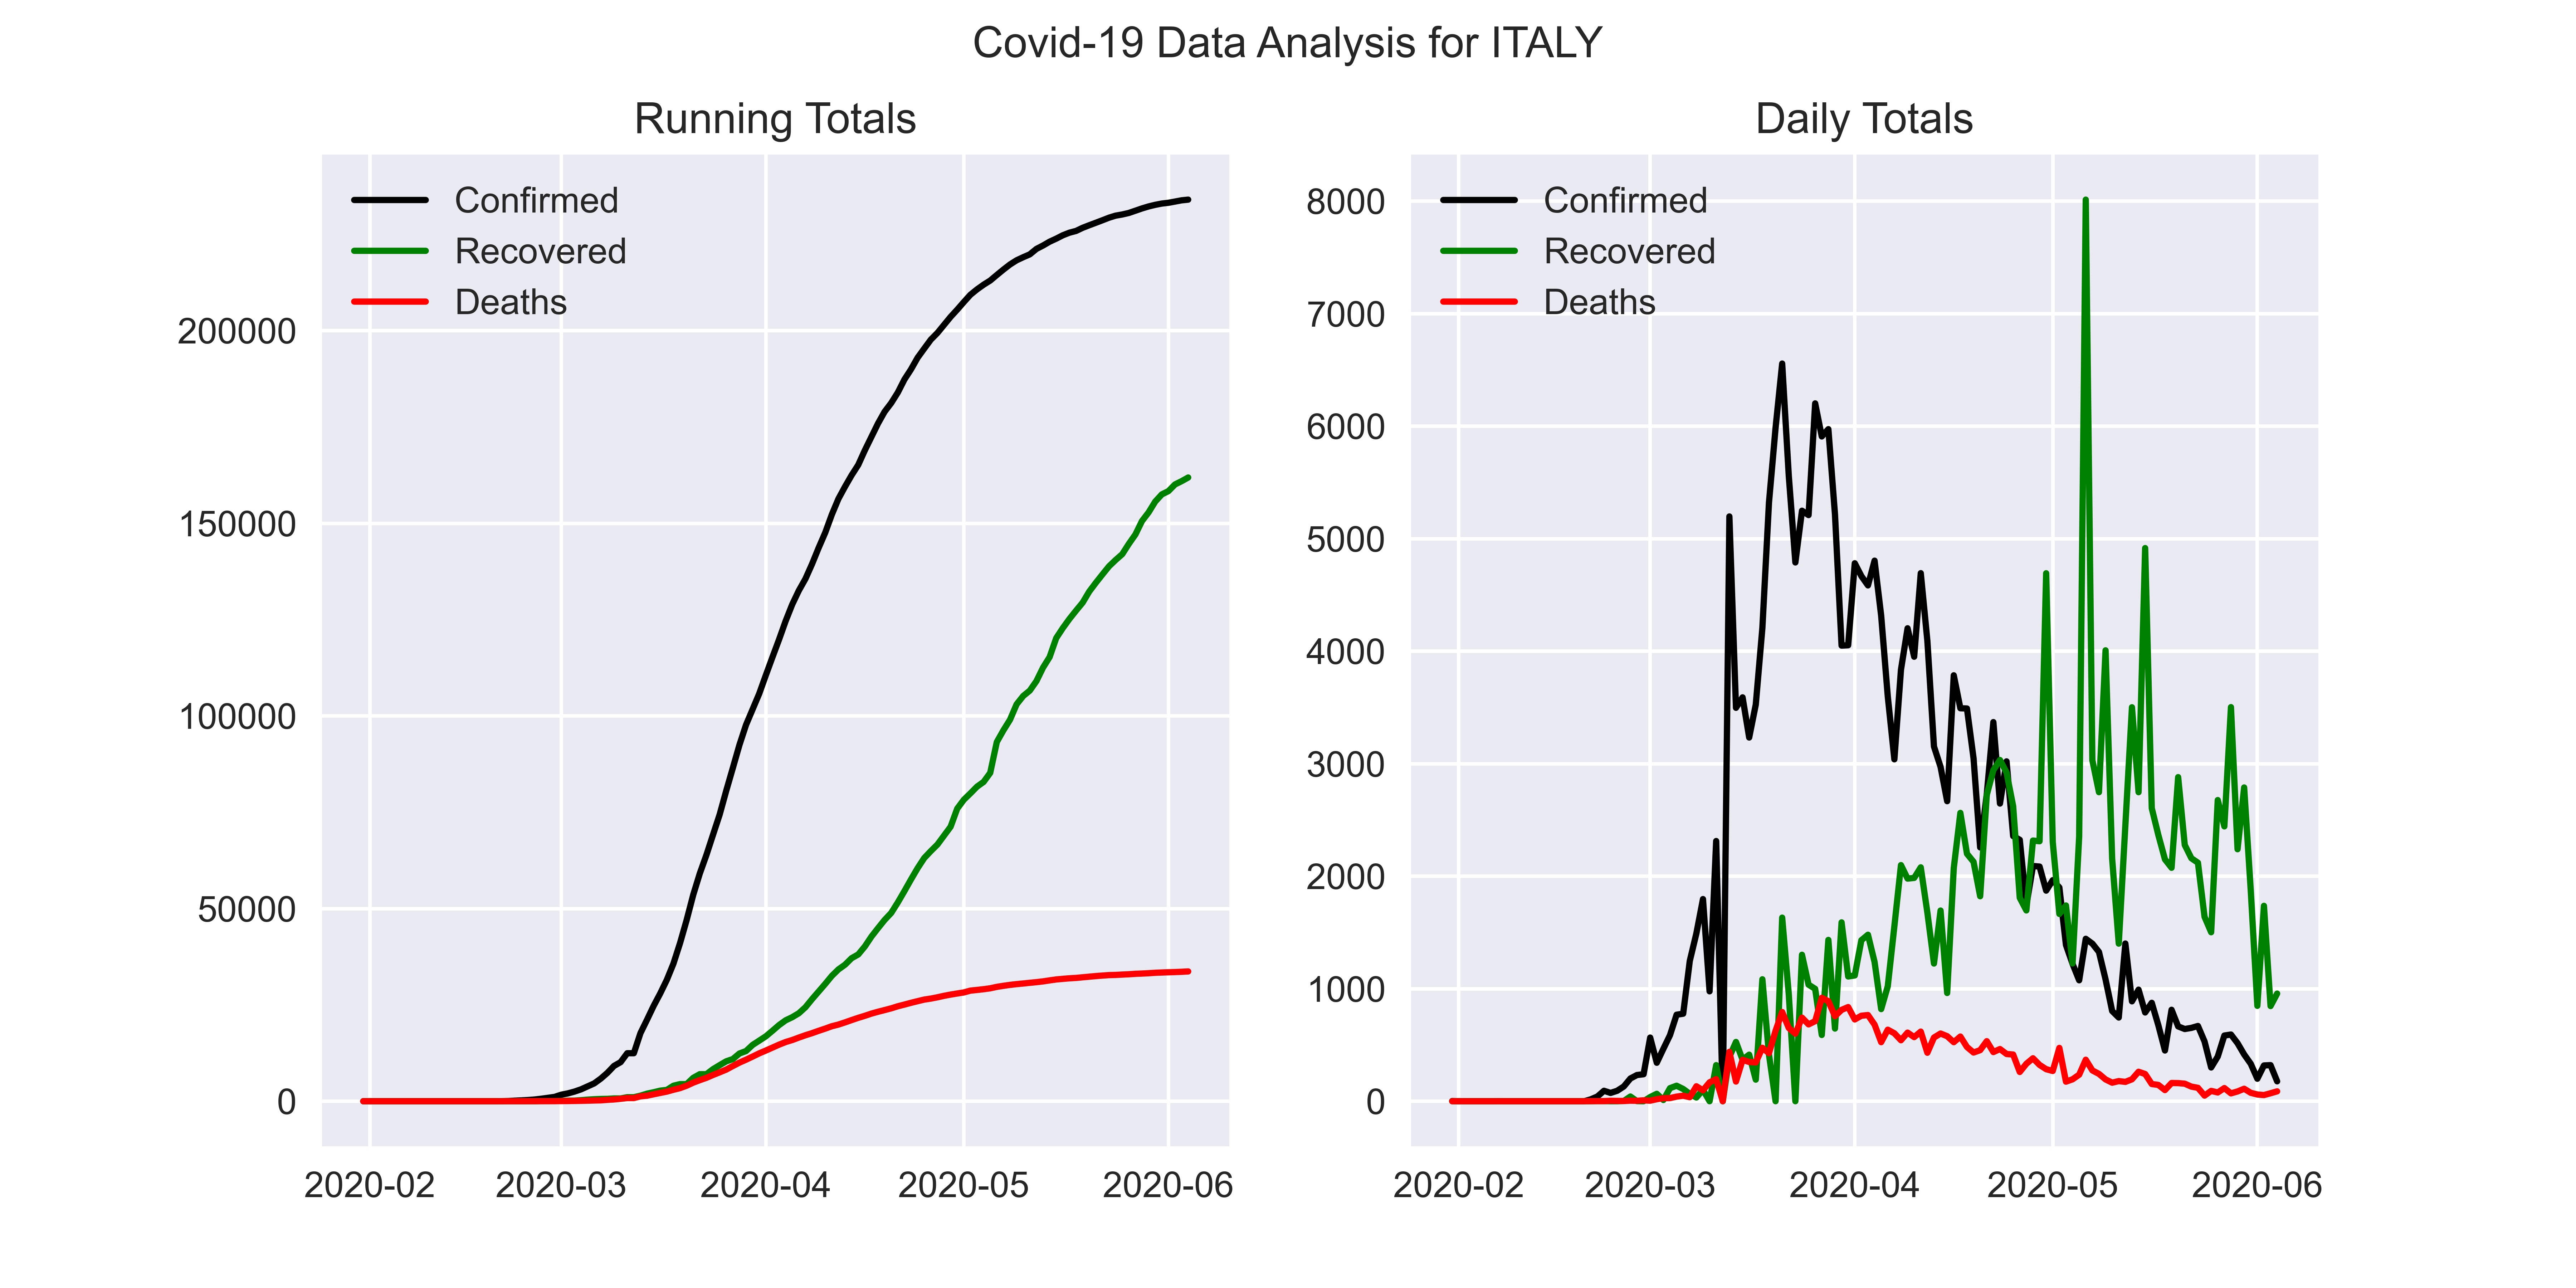 Covid-19 Data Analysis for ITALY
Running Totals
Confirmed
Recovered
Deaths
200000
150000
100000
50000
0
2020-02 2020-03 2020-04 2020-05 2020-06
Daily Totals
Confirmed
Recovered
Deaths
8000
7000
6000
5000
4000
3000
2000
1000
0
2020-02 2020-03 2020-04 2020-05 2020-06